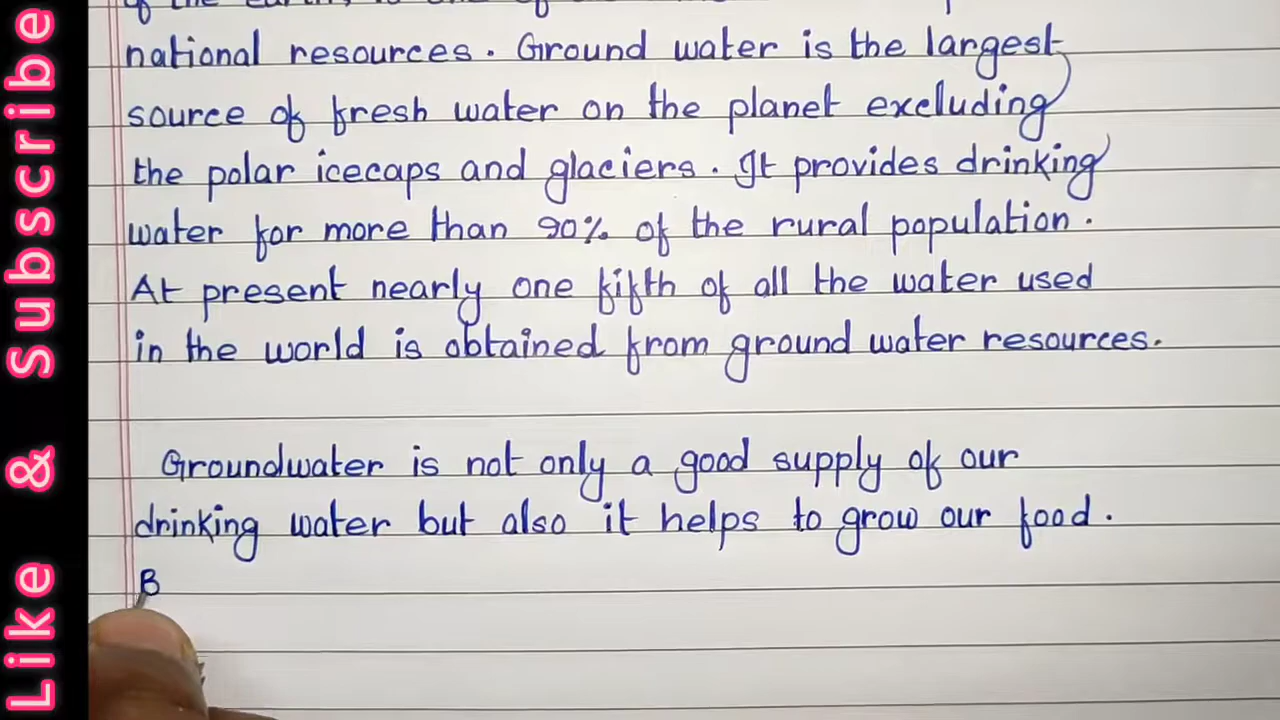 national resources. Ground water is the largest
source of fresh water on the planet excluding
the polar icecaps and glaciers. It provides drinking
water for more than 90% of the rural population.
At present nearly one fifth of all the water used
in the world is obtained from ground water resources.
Groundwater is not only a good supply of our
drinking water but also it helps to grow our food.
B
Like & Subscribe